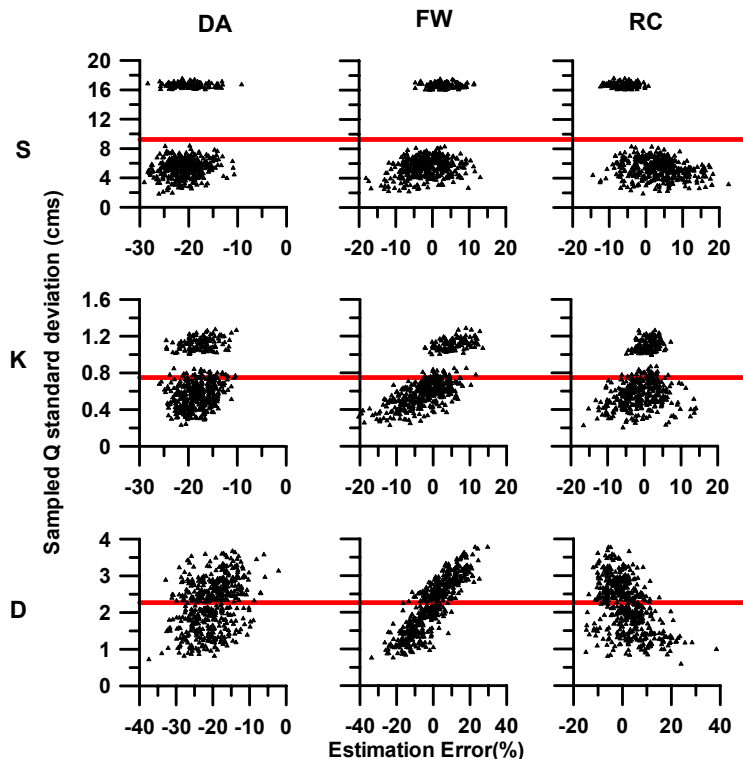 DA FW RC
S
K
D
Sampled Q standard deviation (cms)
20
16
12
8
4
0
-30 -20 -10 0
-20 -10 0 10 20
-20 -10 0 10 20
1.6
1.2
0.8
0.4
0
-30 -20 -10 0
-20 -10 0 10 20
-20 -10 0 10 20
4
3
2
1
0
-40 -30 -20 -10 0
-40 -20 0 20 40
-20 0 20 40
Estimation Error(%)